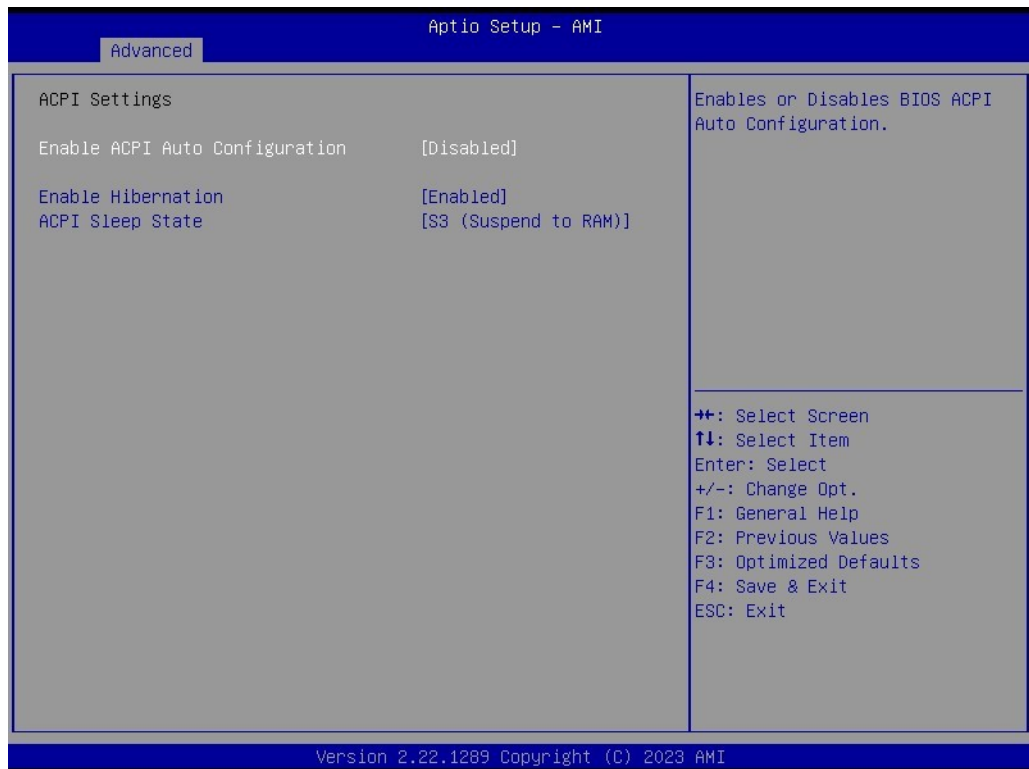 Aptio Setup – AMI
Advanced
ACPI Settings
Enable ACPI Auto Configuration [Disabled]
Enable Hibernation [Enabled]
ACPI Sleep State [S3 (Suspend to RAM)]
Enables or Disables BIOS ACPI
Auto Configuration.
→←: Select Screen
↑↓: Select Item
Enter: Select
+/-: Change Opt.
F1: General Help
F2: Previous Values
F3: Optimized Defaults
F4: Save & Exit
ESC: Exit
Version 2.22.1289 Copyright (C) 2023 AMI